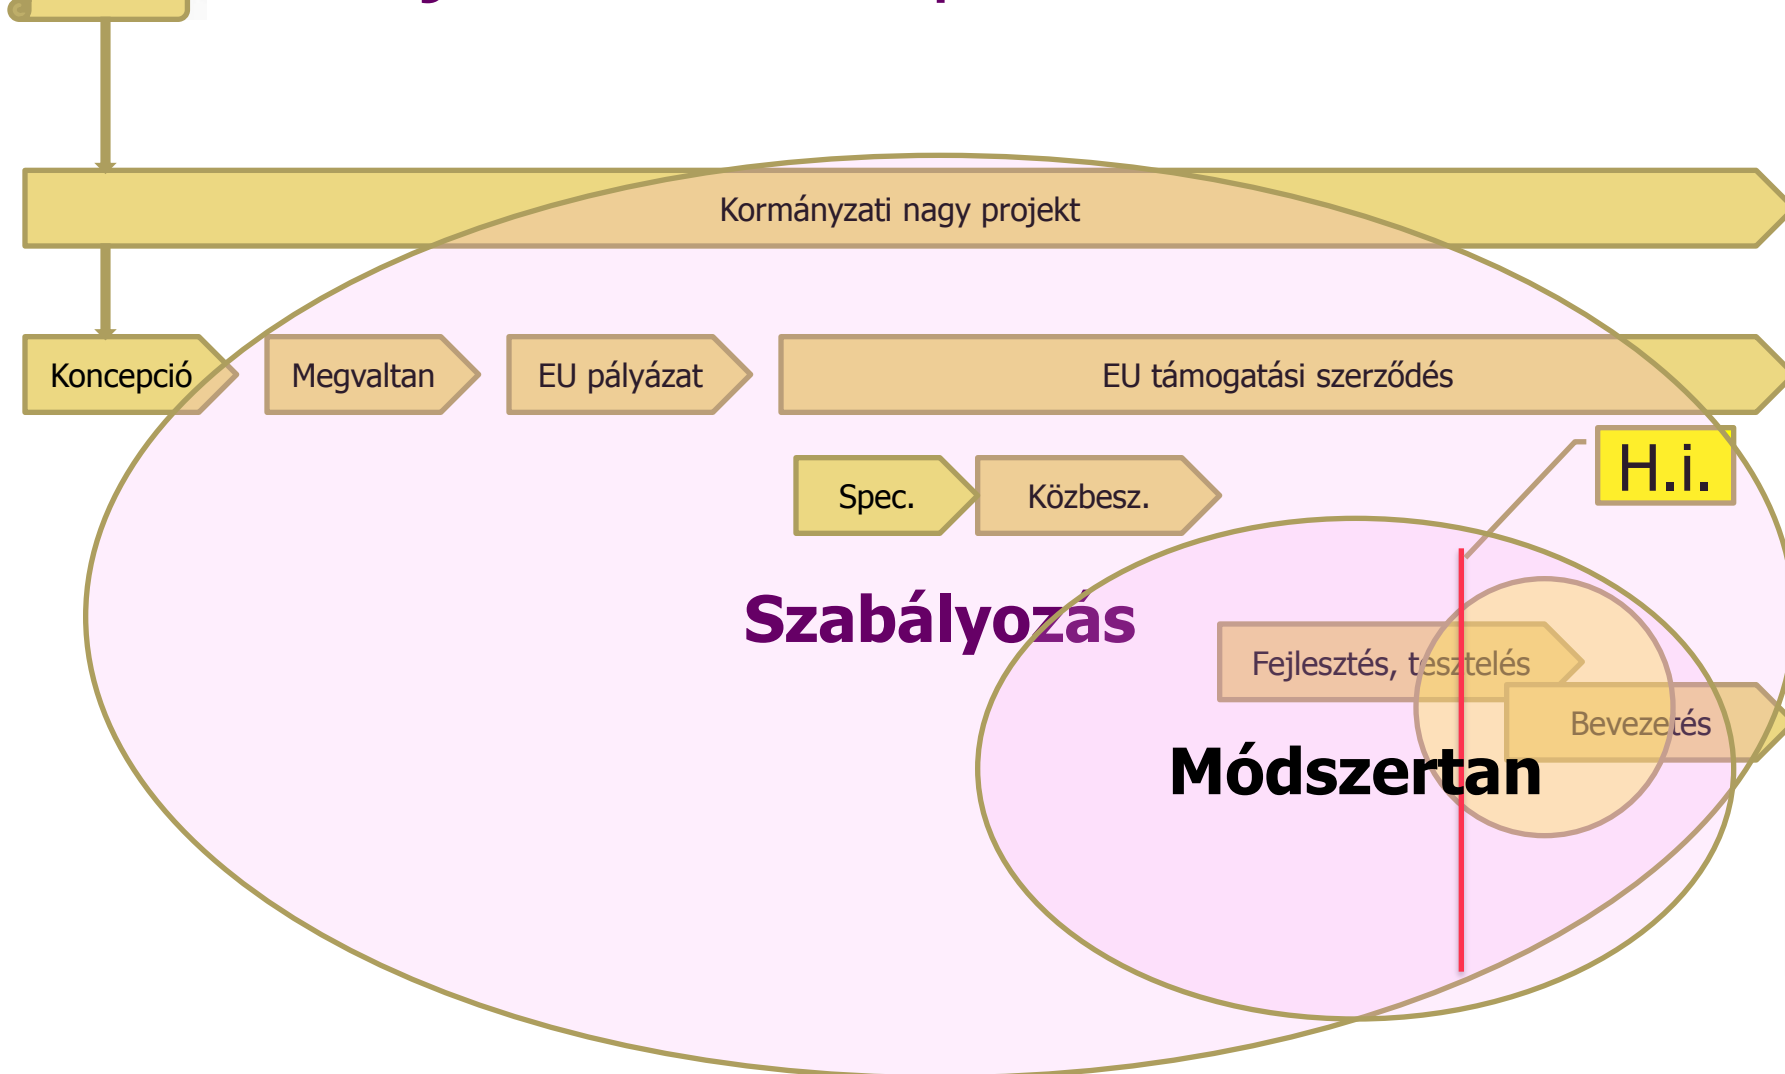 Kormányzati nagy projekt
Koncepció
Megvaltan
EU pályázat
EU támogatási szerződés
H.i.
Spec.
Közbesz.
Szabályozás
Fejlesztés, tesztelés
Bevezetés
Módszertan